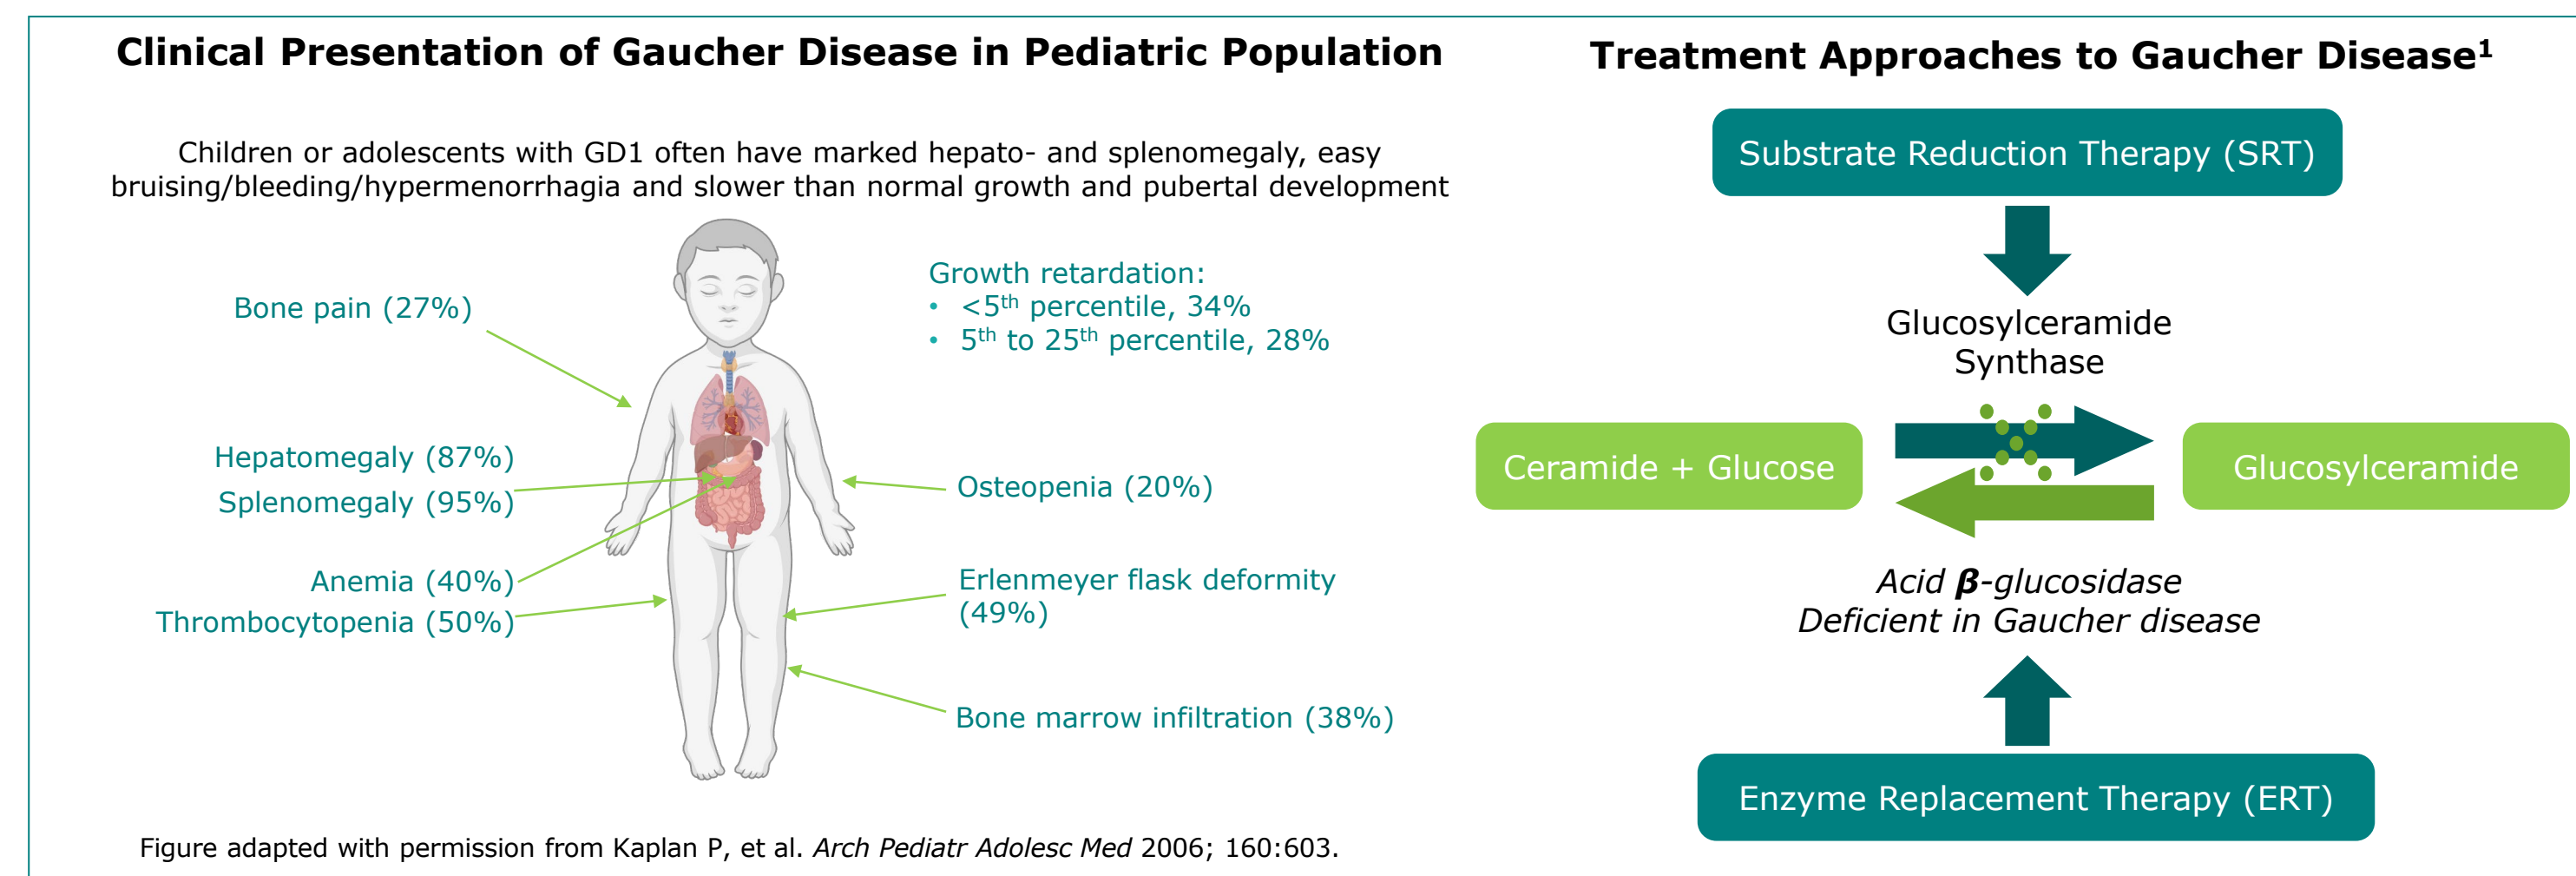 Clinical Presentation of Gaucher Disease in Pediatric Population
Children or adolescents with GD1 often have marked hepato- and splenomegaly, easy
bruising/bleeding/hypermenorrhagia and slower than normal growth and pubertal development
Bone pain (27%)
Hepatomegaly (87%)
Splenomegaly (95%)
Anemia (40%)
Thrombocytopenia (50%)
Growth retardation:
• <5th percentile, 34%
• 5th to 25th percentile, 28%
Osteopenia (20%)
Erlenmeyer flask deformity
(49%)
Bone marrow infiltration (38%)
Figure adapted with permission from Kaplan P, et al. Arch Pediatr Adolesc Med 2006; 160:603.
Treatment Approaches to Gaucher Disease¹
Substrate Reduction Therapy (SRT)
Glucosylceramide
Synthase
Ceramide + Glucose
Glucosylceramide
Acid β-glucosidase
Deficient in Gaucher disease
Enzyme Replacement Therapy (ERT)